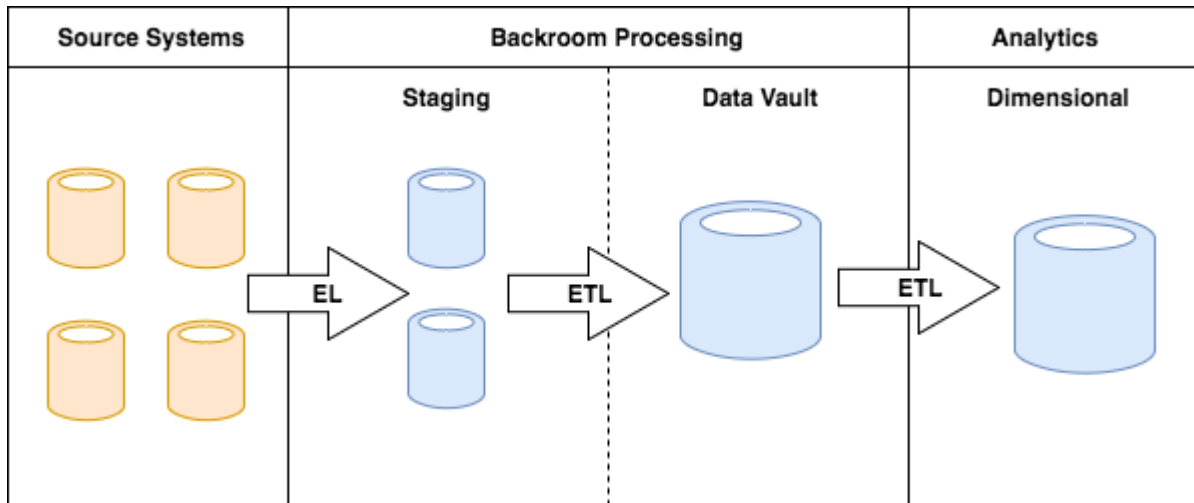 Source Systems
Backroom Processing
Analytics
Staging
Data Vault
Dimensional
EL
ETL
ETL